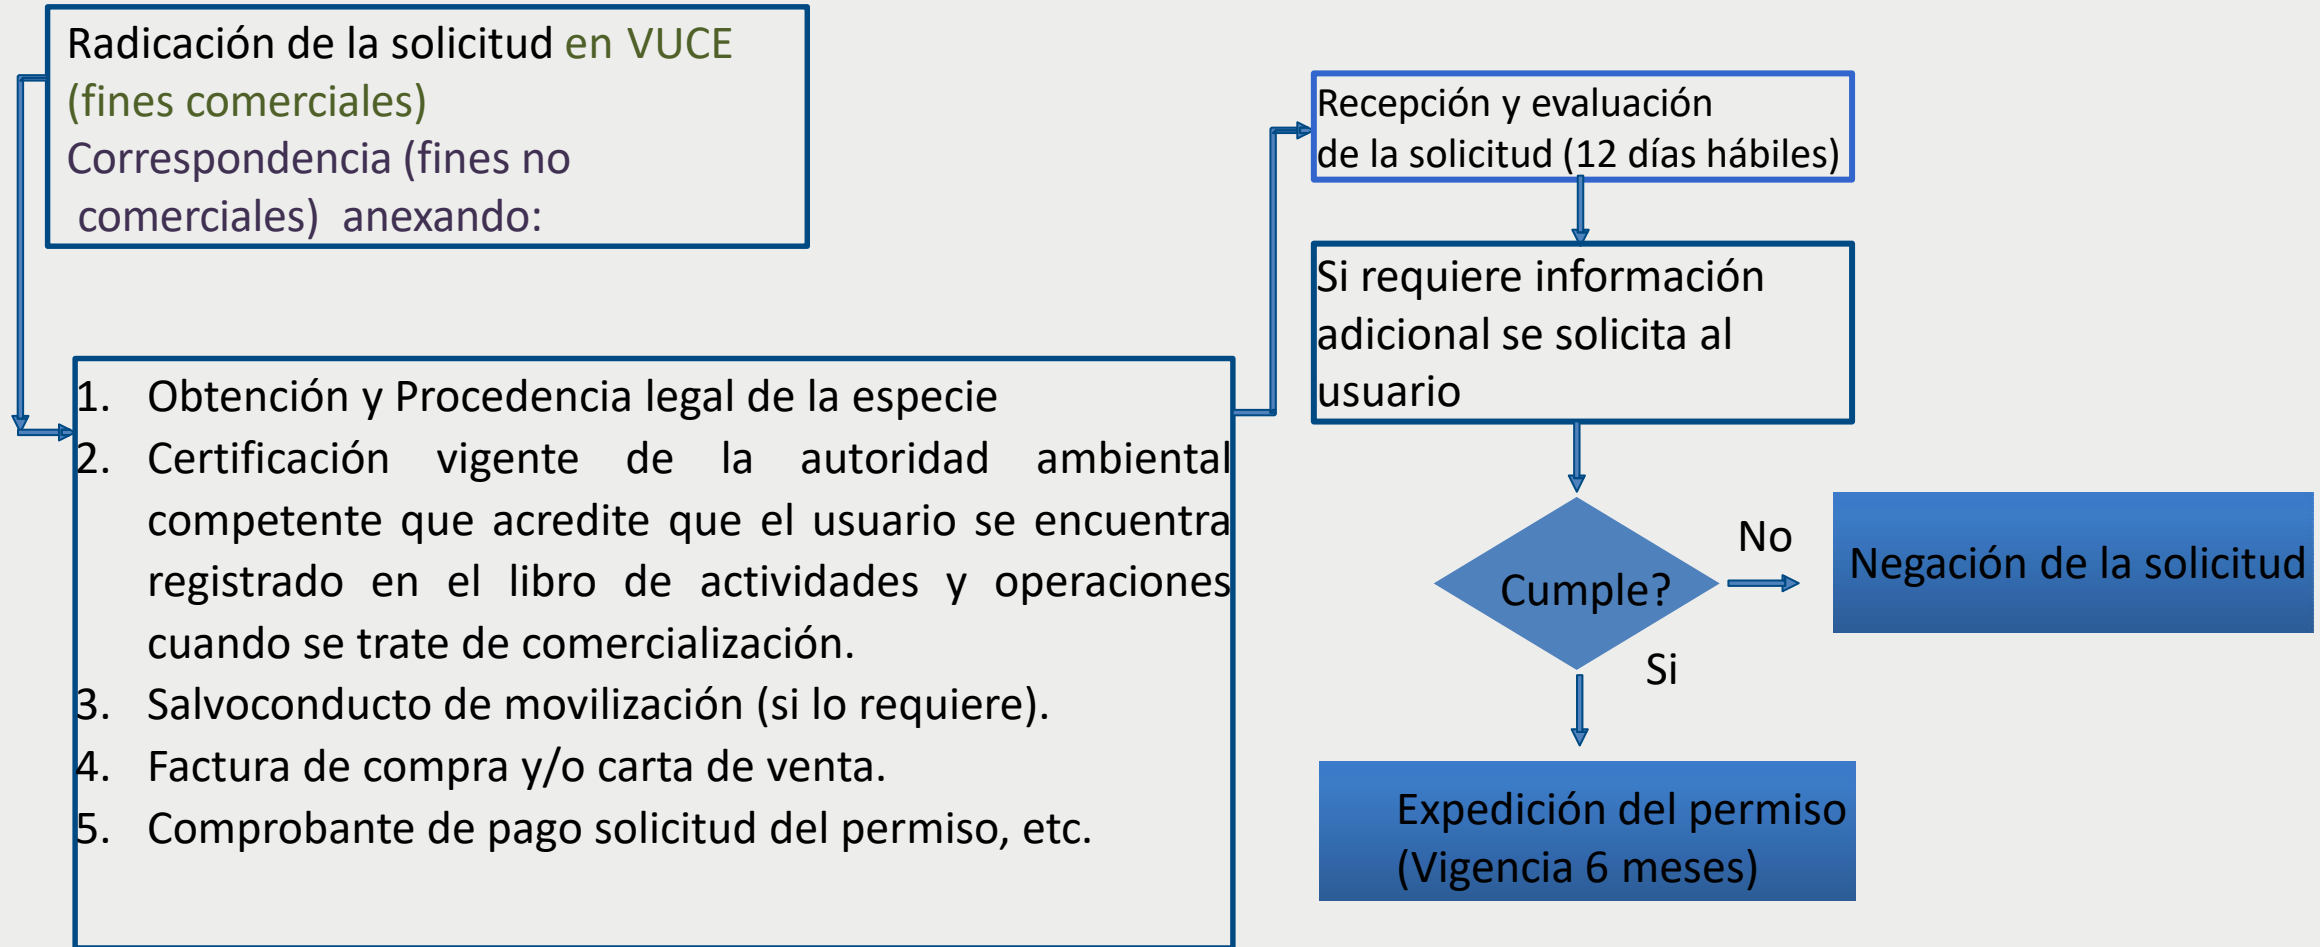 Radicación de la solicitud en VUCE
(fines comerciales)
Correspondencia (fines no
comerciales) anexando:
1. Obtención y Procedencia legal de la especie
2. Certificación vigente de la autoridad ambiental
competente que acredite que el usuario se encuentra
registrado en el libro de actividades y operaciones
cuando se trate de comercialización.
3. Salvoconducto de movilización (si lo requiere).
4. Factura de compra y/o carta de venta.
5. Comprobante de pago solicitud del permiso, etc.
Recepción y evaluación
de la solicitud (12 días hábiles)
Si requiere información
adicional se solicita al
usuario
Cumple?
No
Negación de la solicitud
Si
Expedición del permiso
(Vigencia 6 meses)